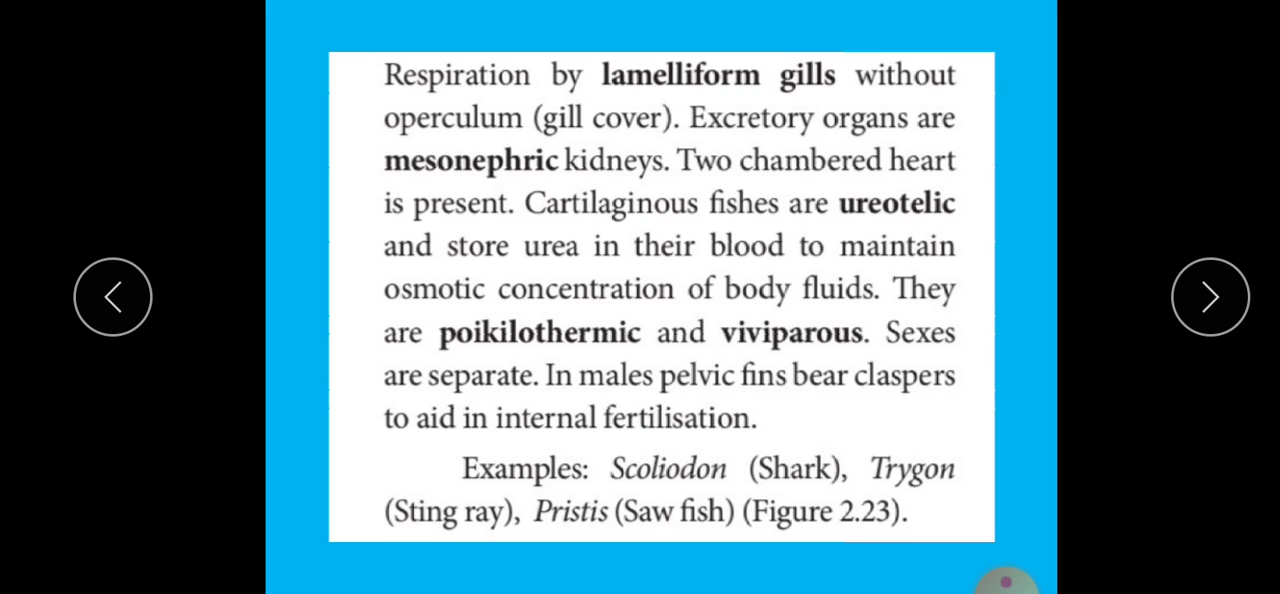 Respiration by lamelliform gills without
operculum (gill cover). Excretory organs are
mesonephric kidneys. Two chambered heart
is present. Cartilaginous fishes are ureotelic
and store urea in their blood to maintain
osmotic concentration of body fluids. They
are poikilothermic and viviparous. Sexes
are separate. In males pelvic fins bear claspers
to aid in internal fertilisation.
Examples: Scoliodon (Shark), Trygon
(Sting ray), Pristis (Saw fish) (Figure 2.23).